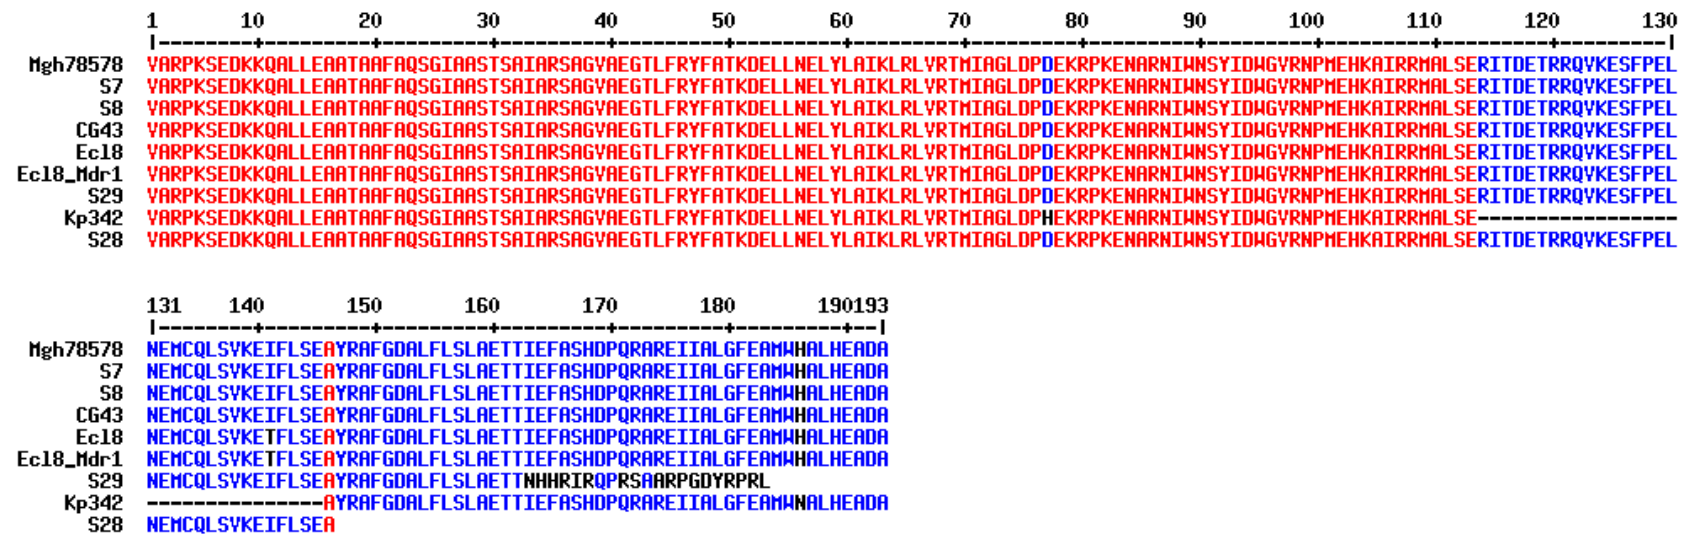 1 10 20 30 40 50 60 70 80 90 100 110 120 130
|--------+---------+---------+---------+---------+---------+---------+---------+---------+---------+---------+---------+---------|
Mgh78578 VARPKSEDKKQALLEAATAAFAQSGIAASTSAIARSAGVAEGTLFRYFATKDELLNELYLAIKLRLVRTMIAGLDPDEKRPKENARNIWNSYIDWGVRNPMEHKAIRRMALSERITDETRRQVKESFPEL
S7 VARPKSEDKKQALLEAATAAFAQSGIAASTSAIARSAGVAEGTLFRYFATKDELLNELYLAIKLRLVRTMIAGLDPDEKRPKENARNIWNSYIDWGVRNPMEHKAIRRMALSERITDETRRQVKESFPEL
S8 VARPKSEDKKQALLEAATAAFAQSGIAASTSAIARSAGVAEGTLFRYFATKDELLNELYLAIKLRLVRTMIAGLDPDEKRPKENARNIWNSYIDWGVRNPMEHKAIRRMALSERITDETRRQVKESFPEL
CG43 VARPKSEDKKQALLEAATAAFAQSGIAASTSAIARSAGVAEGTLFRYFATKDELLNELYLAIKLRLVRTMIAGLDPDEKRPKENARNIWNSYIDWGVRNPMEHKAIRRMALSERITDETRRQVKESFPEL
Ecl8 VARPKSEDKKQALLEAATAAFAQSGIAASTSAIARSAGVAEGTLFRYFATKDELLNELYLAIKLRLVRTMIAGLDPDEKRPKENARNIWNSYIDWGVRNPMEHKAIRRMALSERITDETRRQVKESFPEL
Ecl8_Mdr1 VARPKSEDKKQALLEAATAAFAQSGIAASTSAIARSAGVAEGTLFRYFATKDELLNELYLAIKLRLVRTMIAGLDPDEKRPKENARNIWNSYIDWGVRNPMEHKAIRRMALSERITDETRRQVKESFPEL
S29 VARPKSEDKKQALLEAATAAFAQSGIAASTSAIARSAGVAEGTLFRYFATKDELLNELYLAIKLRLVRTMIAGLDPDEKRPKENARNIWNSYIDWGVRNPMEHKAIRRMALSERITDETRRQVKESFPEL
Kp342 VARPKSEDKKQALLEAATAAFAQSGIAASTSAIARSAGVAEGTLFRYFATKDELLNELYLAIKLRLVRTMIAGLDPHEKRPKENARNIWNSYIDWGVRNPMEHKAIRRMALSE-----------------
S28 VARPKSEDKKQALLEAATAAFAQSGIAASTSAIARSAGVAEGTLFRYFATKDELLNELYLAIKLRLVRTMIAGLDPDEKRPKENARNIWNSYIDWGVRNPMEHKAIRRMALSERITDETRRQVKESFPEL
131 140 150 160 170 180 190193
|--------+---------+---------+---------+---------+---------+--|
Mgh78578 NEMCQLSVKEIFLSEAYRAFGDALFLSLAETTIEFASHDPQRAREIIALGFEAMWHALHEADA
S7 NEMCQLSVKEIFLSEAYRAFGDALFLSLAETTIEFASHDPQRAREIIALGFEAMWHALHEADA
S8 NEMCQLSVKEIFLSEAYRAFGDALFLSLAETTIEFASHDPQRAREIIALGFEAMWHALHEADA
CG43 NEMCQLSVKEIFLSEAYRAFGDALFLSLAETTIEFASHDPQRAREIIALGFEAMWHALHEADA
Ecl8 NEMCQLSVKETFLSEAYRAFGDALFLSLAETTIEFASHDPQRAREIIALGFEAMWHALHEADA
Ecl8_Mdr1 NEMCQLSVKETFLSEAYRAFGDALFLSLAETTIEFASHDPQRAREIIALGFEAMWHALHEADA
S29 NEMCQLSVKEIFLSEAYRAFGDALFLSLAETTNHHRIRQPRSAARPGDYRPRL
Kp342 ---------------AYRAFGDALFLSLAETTIEFASHDPQRAREIIALGFEAMWNALHEADA
S28 NEMCQLSVKEIFLSEA